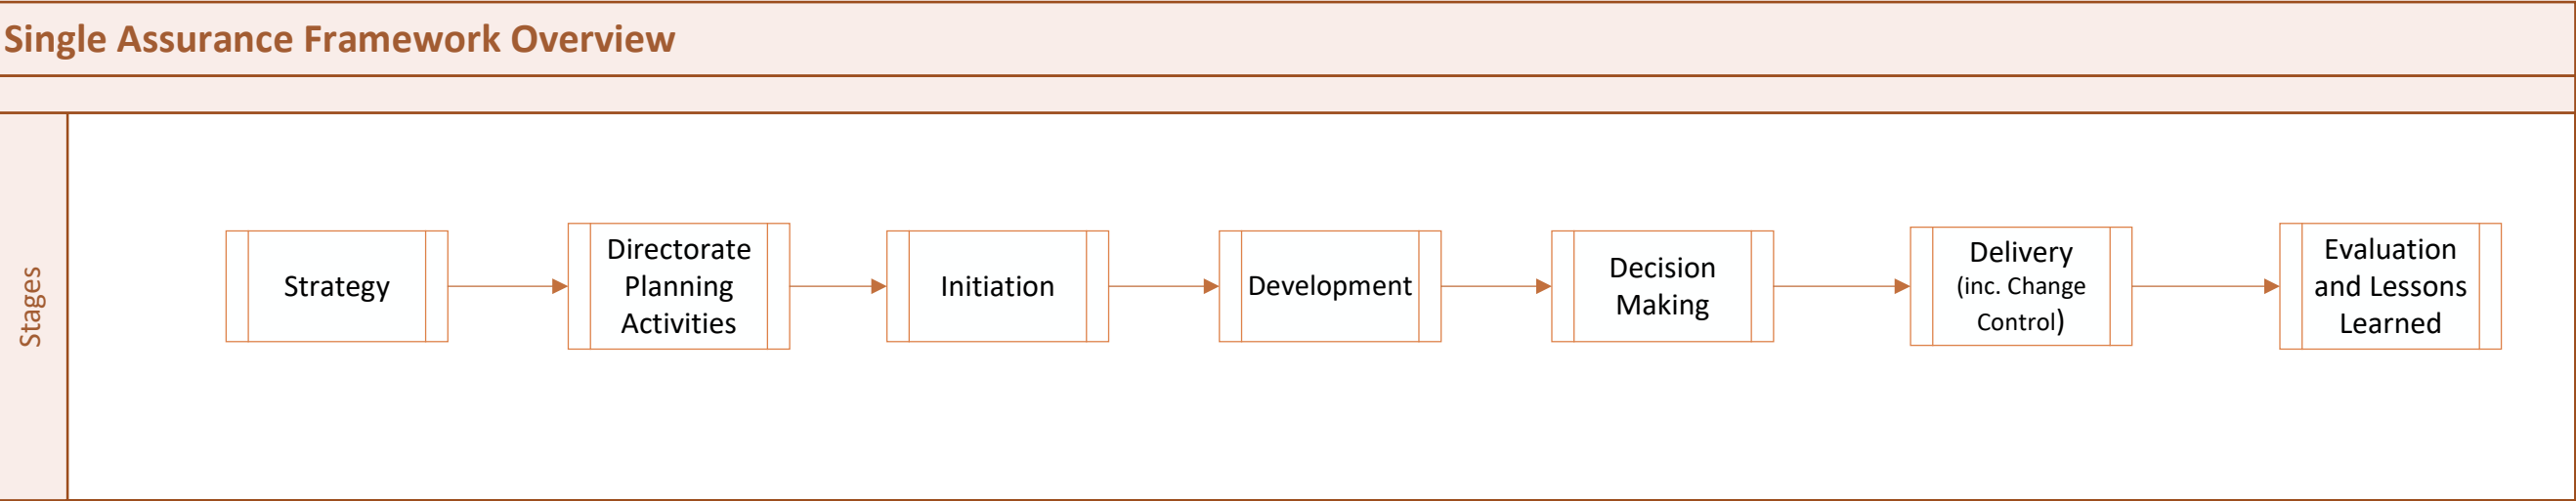 Single Assurance Framework Overview
Stages
Strategy
Directorate
Planning
Activities
Initiation
Development
Decision
Making
Delivery
(inc. Change
Control)
Evaluation
and Lessons
Learned